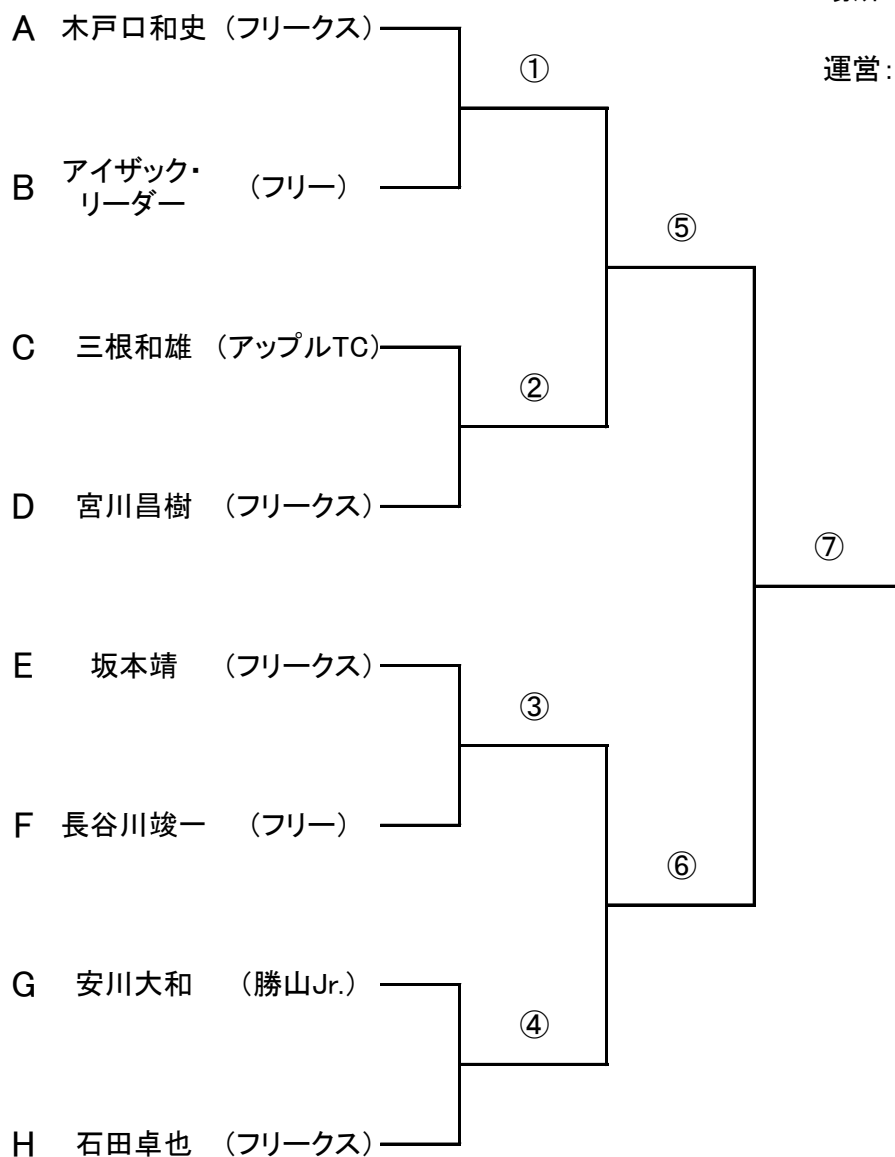 A 木戸口和史 (フリークス)
①
運営:
B アイザック・
リーダー (フリー)
⑤
C 三根和雄 (アップルTC)
②
D 宮川昌樹 (フリークス)
⑦
E 坂本靖 (フリークス)
③
F 長谷川竣一 (フリー)
⑥
G 安川大和 (勝山Jr.)
④
H 石田卓也 (フリークス)